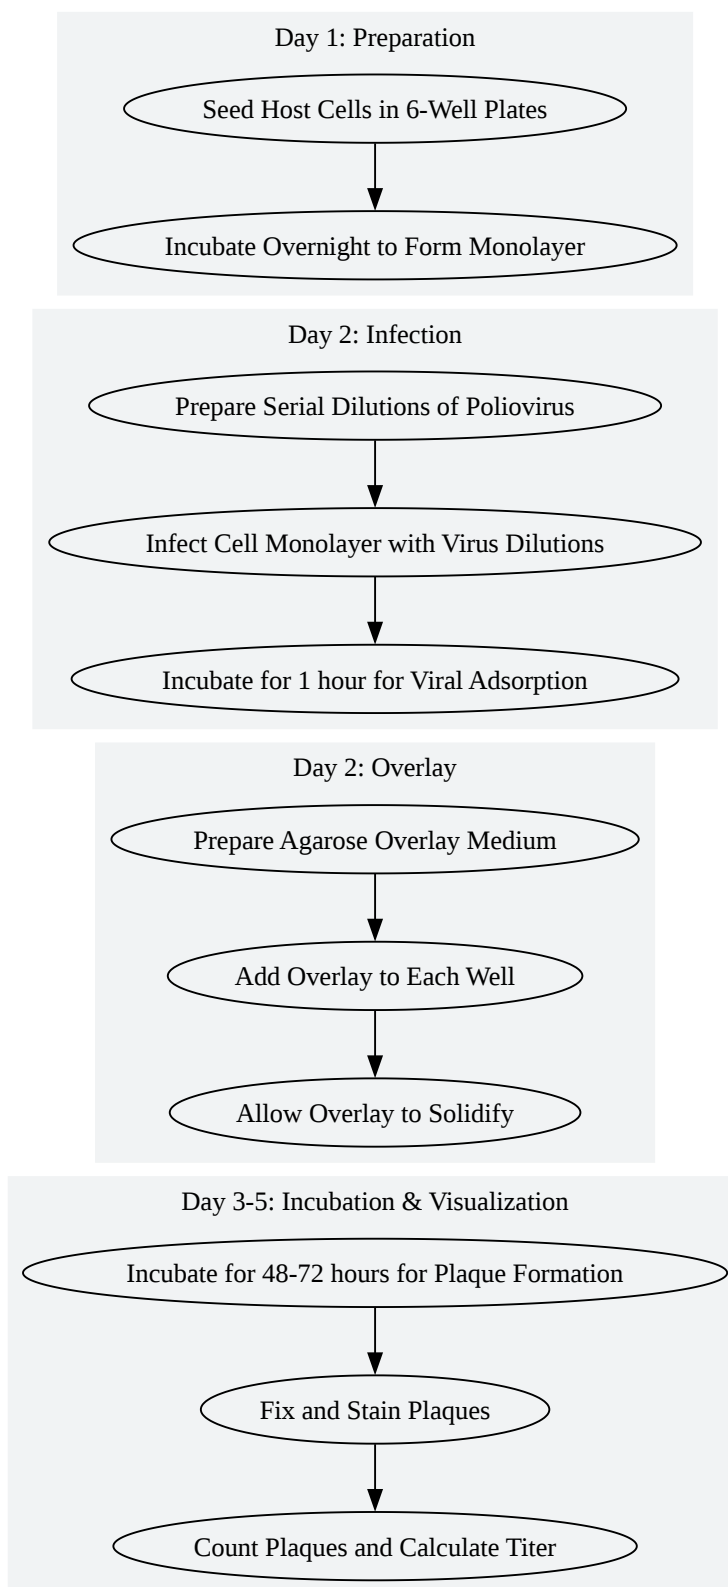 Day 1: Preparation
Seed Host Cells in 6-Well Plates
Incubate Overnight to Form Monolayer
Day 2: Infection
Prepare Serial Dilutions of Poliovirus
Infect Cell Monolayer with Virus Dilutions
Incubate for 1 hour for Viral Adsorption
Day 2: Overlay
Prepare Agarose Overlay Medium
Add Overlay to Each Well
Allow Overlay to Solidify
Day 3-5: Incubation & Visualization
Incubate for 48-72 hours for Plaque Formation
Fix and Stain Plaques
Count Plaques and Calculate Titer